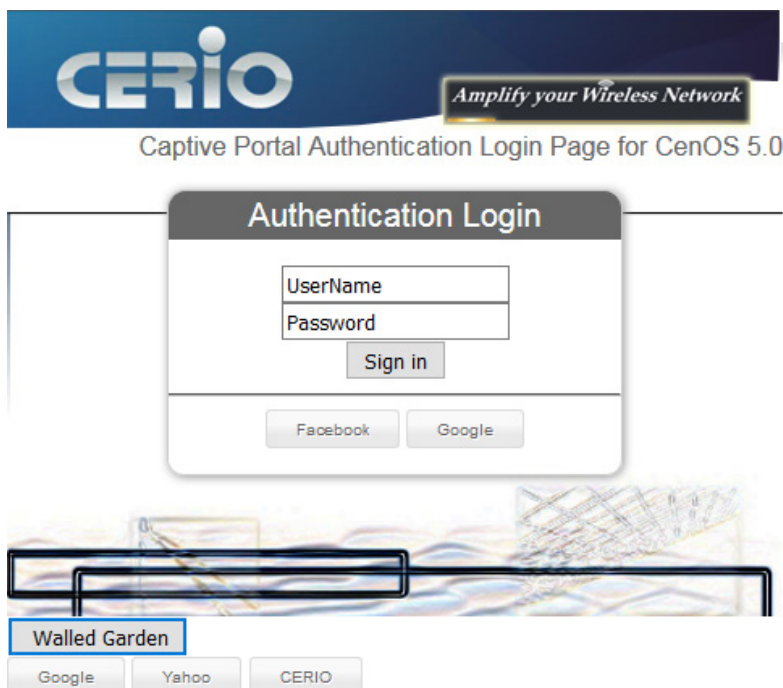 CERIO
Amplify your Wireless Network
Captive Portal Authentication Login Page for CenOS 5.0
Authentication Login
UserName
Password
Sign in
Facebook Google
Walled Garden
Google Yahoo CERIO